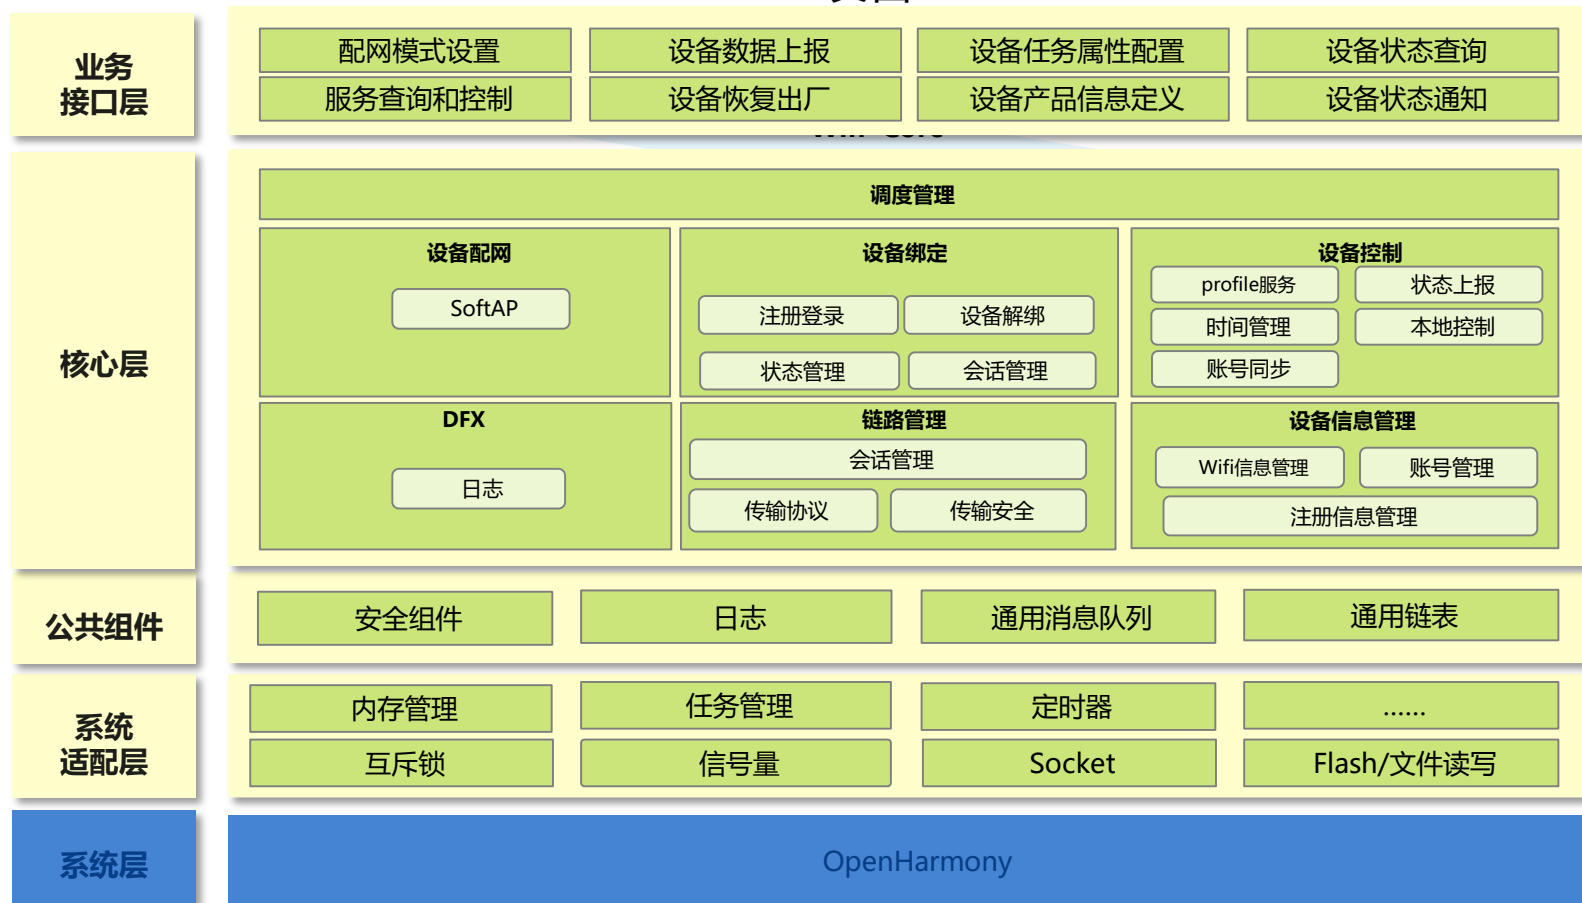 业务
接口层
配网模式设置
设备数据上报
设备任务属性配置
设备状态查询
服务查询和控制
设备恢复出厂
设备产品信息定义
设备状态通知
核心层
调度管理
设备配网
SoftAP
设备绑定
注册登录
设备解绑
状态管理
会话管理
设备控制
profile服务
状态上报
时间管理
本地控制
账号同步
DFX
日志
链路管理
会话管理
传输协议
传输安全
设备信息管理
Wifi信息管理
账号管理
注册信息管理
公共组件
安全组件
日志
通用消息队列
通用链表
系统
适配层
内存管理
任务管理
定时器
......
互斥锁
信号量
Socket
Flash/文件读写
系统层
OpenHarmony